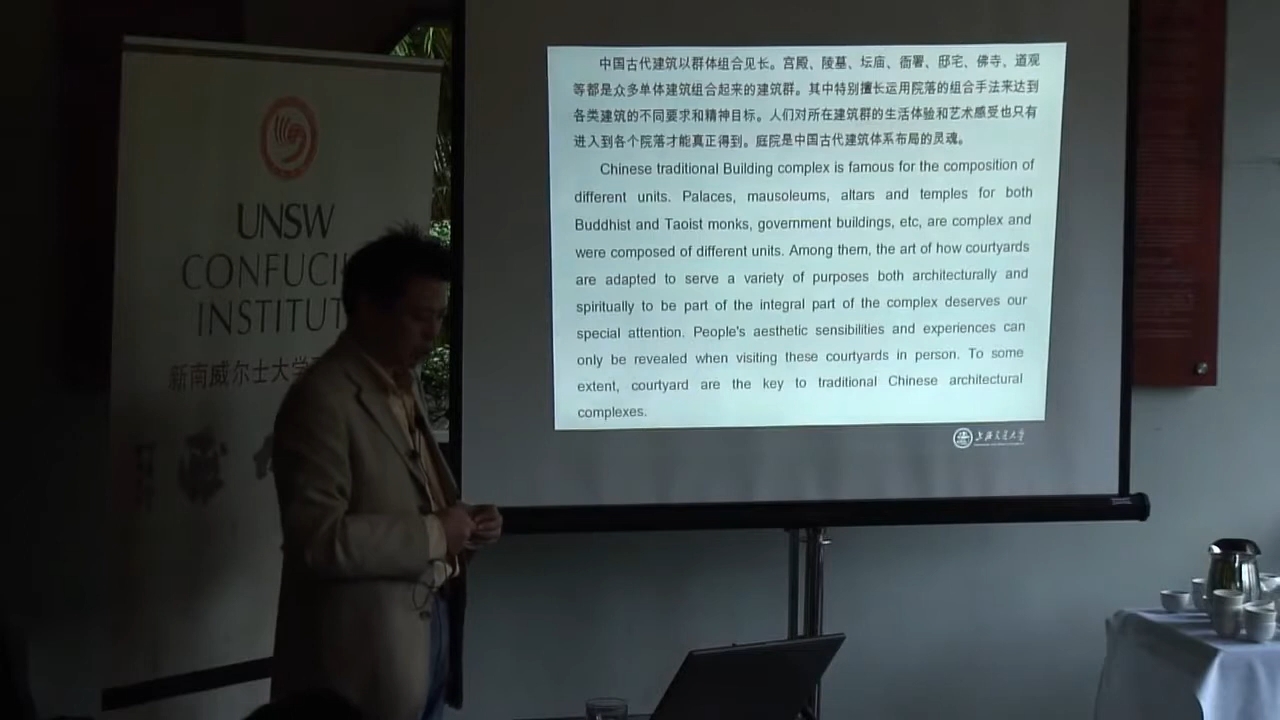 UNSW
CONFUCI
INSTITUT
新南威尔士大学
中国古代建筑以群体组合见长。宫殿、陵墓、坛庙、衙署、邸宅、佛寺、道观
等都是众多单体建筑组合起来的建筑群。其中特别擅长运用院落的组合手法来达到
各类建筑的不同要求和精神目标。人们对所在建筑群的生活体验和艺术感受也只有
进入到各个院落才能真正得到。庭院是中国古代建筑体系布局的灵魂。
Chinese traditional Building complex is famous for the composition of
different units. Palaces, mausoleums, altars and temples for both
Buddhist and Taoist monks, government buildings, etc, are complex and
were composed of different units. Among them, the art of how courtyards
are adapted to serve a variety of purposes both architecturally and
spiritually to be part of the integral part of the complex deserves our
special attention. People's aesthetic sensibilities and experiences can
only be revealed when visiting these courtyards in person. To some
extent, courtyard are the key to traditional Chinese architectural
complexes.
上海交通大学